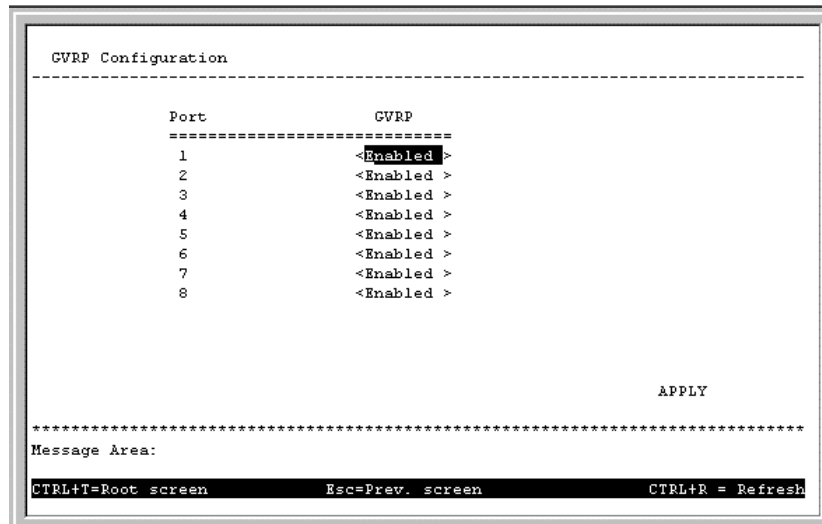 GVRP Configuration
--------------------------------------------------------------------------------
Port GVRP
=============================
1 <Enabled >
2 <Enabled >
3 <Enabled >
4 <Enabled >
5 <Enabled >
6 <Enabled >
7 <Enabled >
8 <Enabled >
APPLY
********************************************************************************
Message Area:
CTRL+T=Root screen Esc=Prev. screen CTRL+R = Refresh